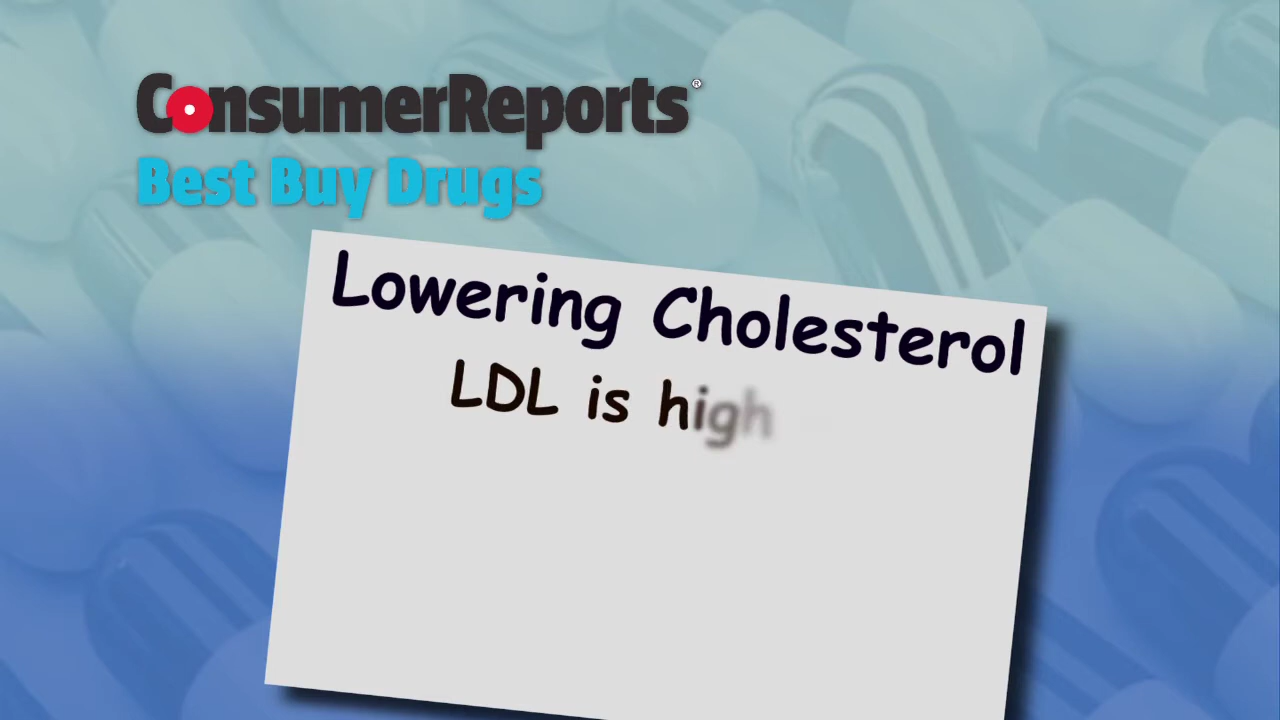 ConsumerReports®
Best Buy Drugs
Lowering Cholesterol
LDL is high